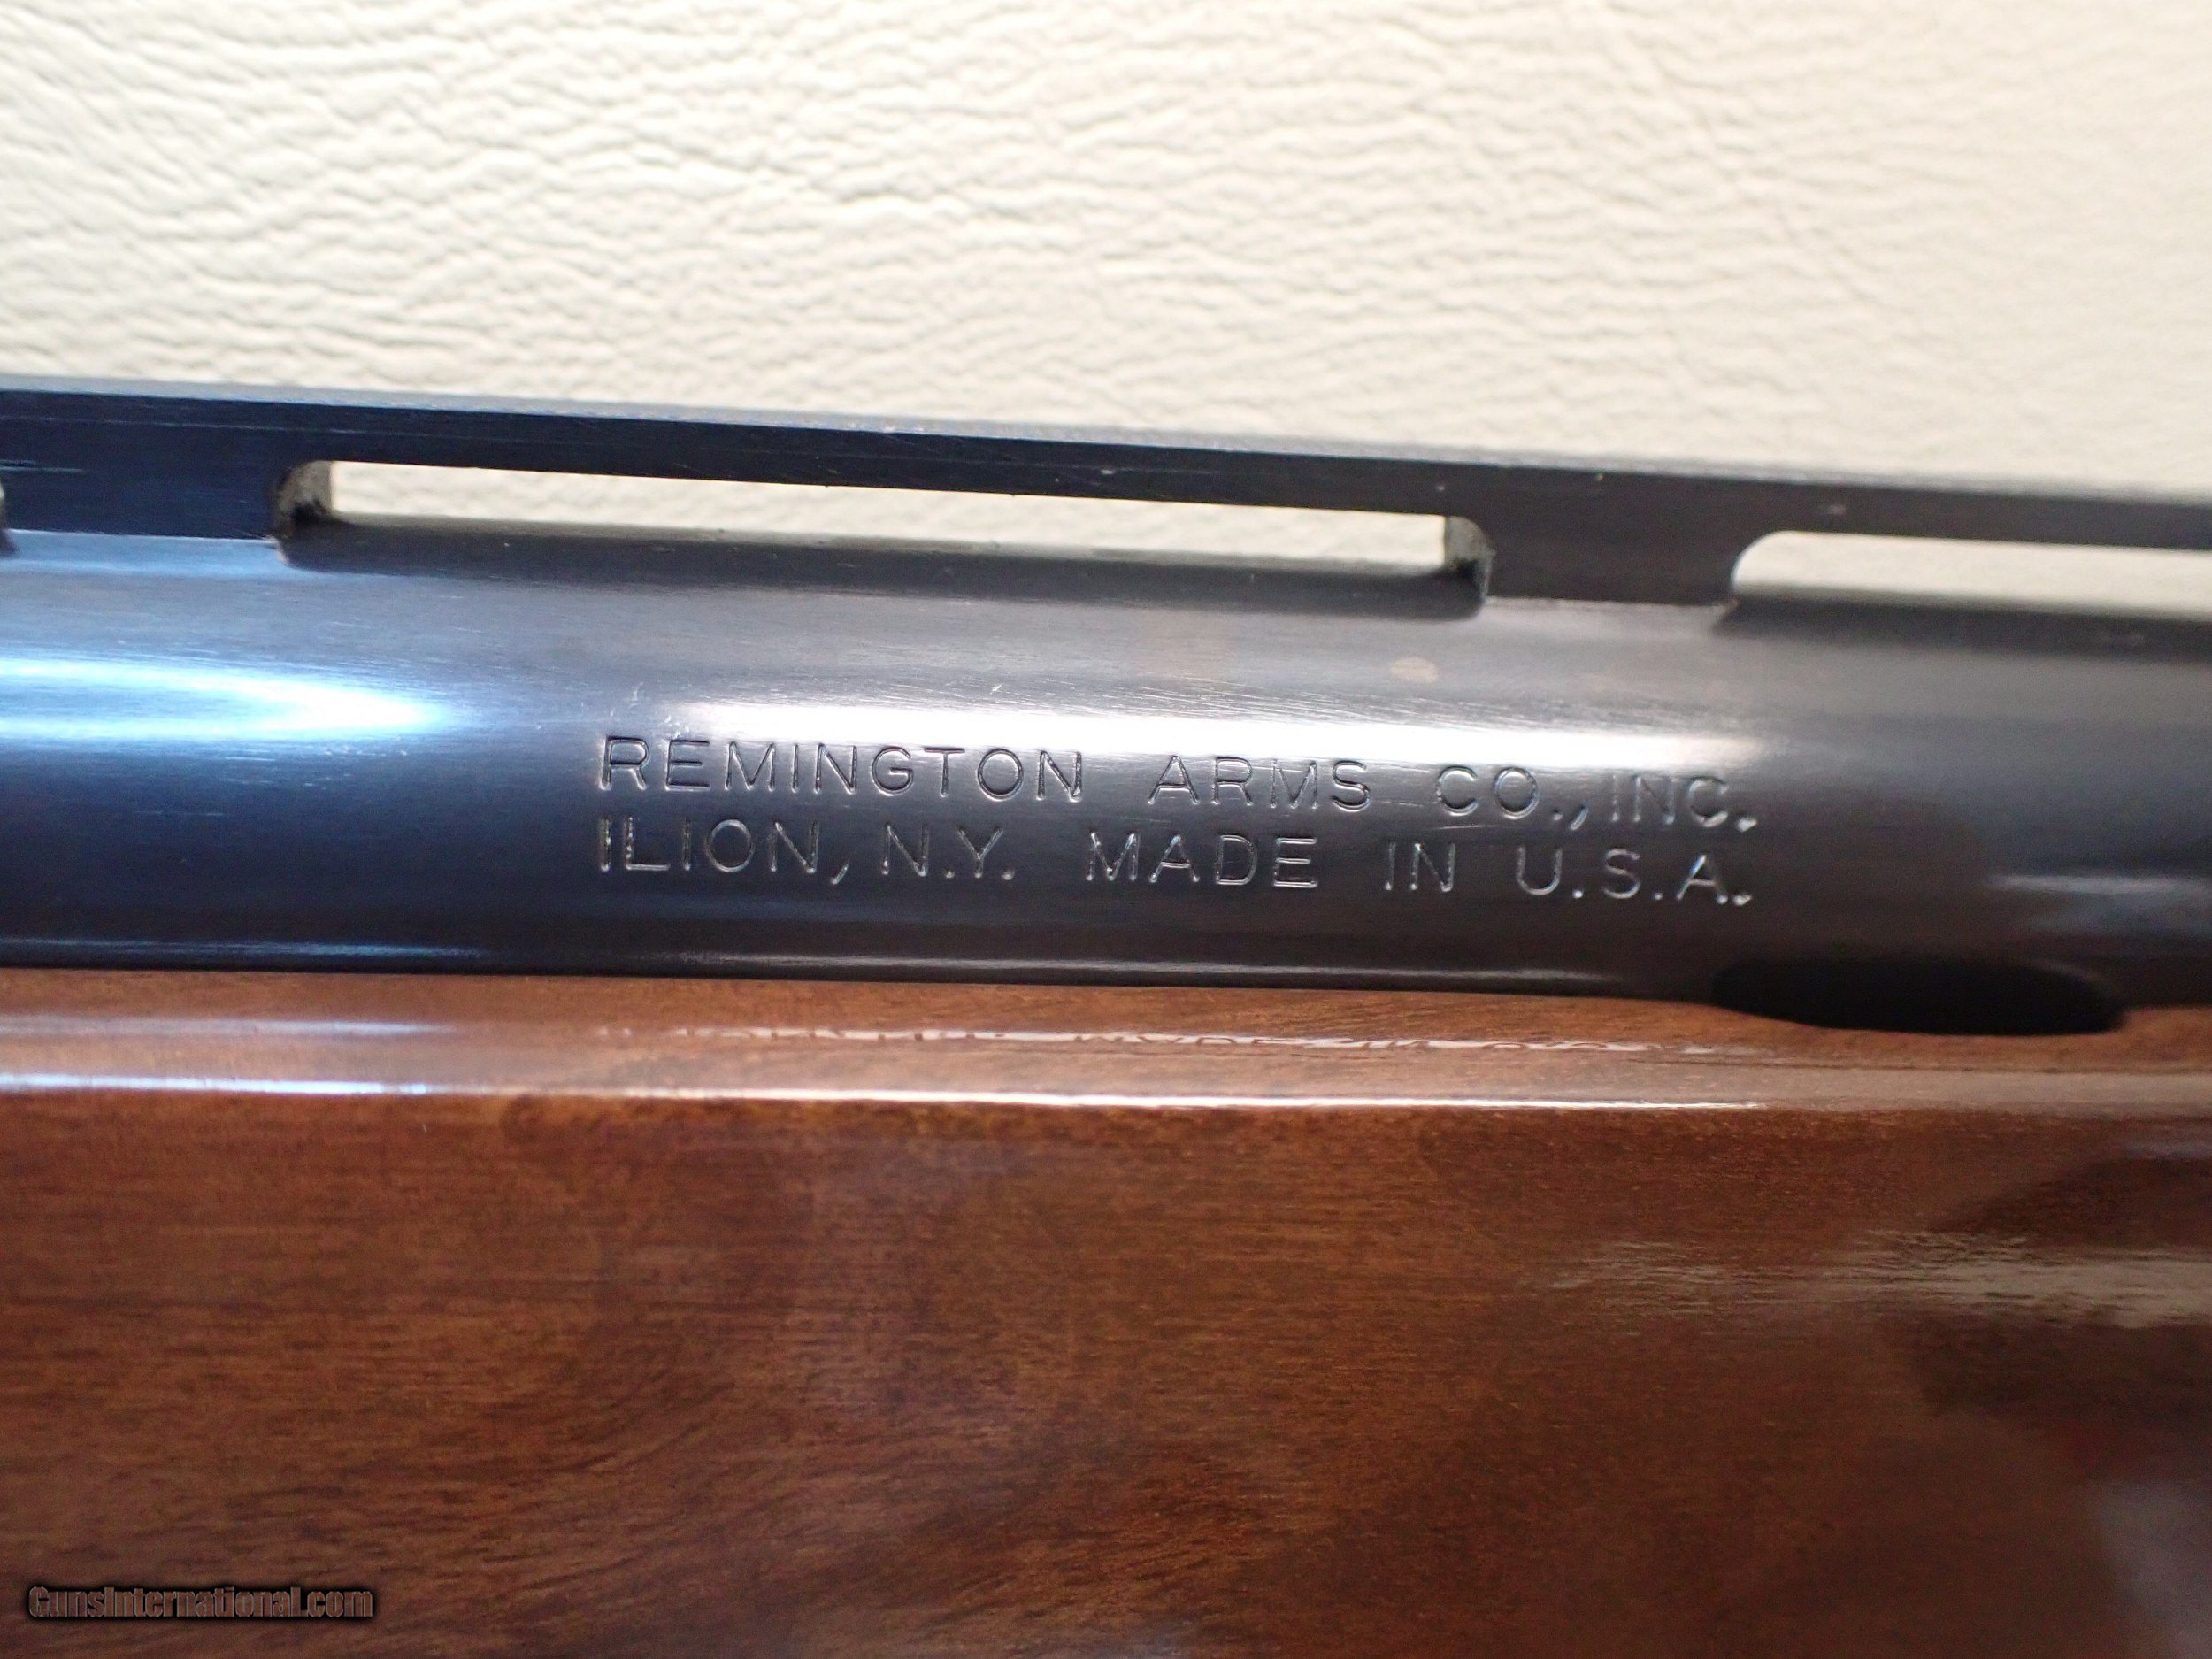 REMINGTON ARMS CO., INC.
ILION, N.Y. MADE IN U.S.A.
GunsInternational.com